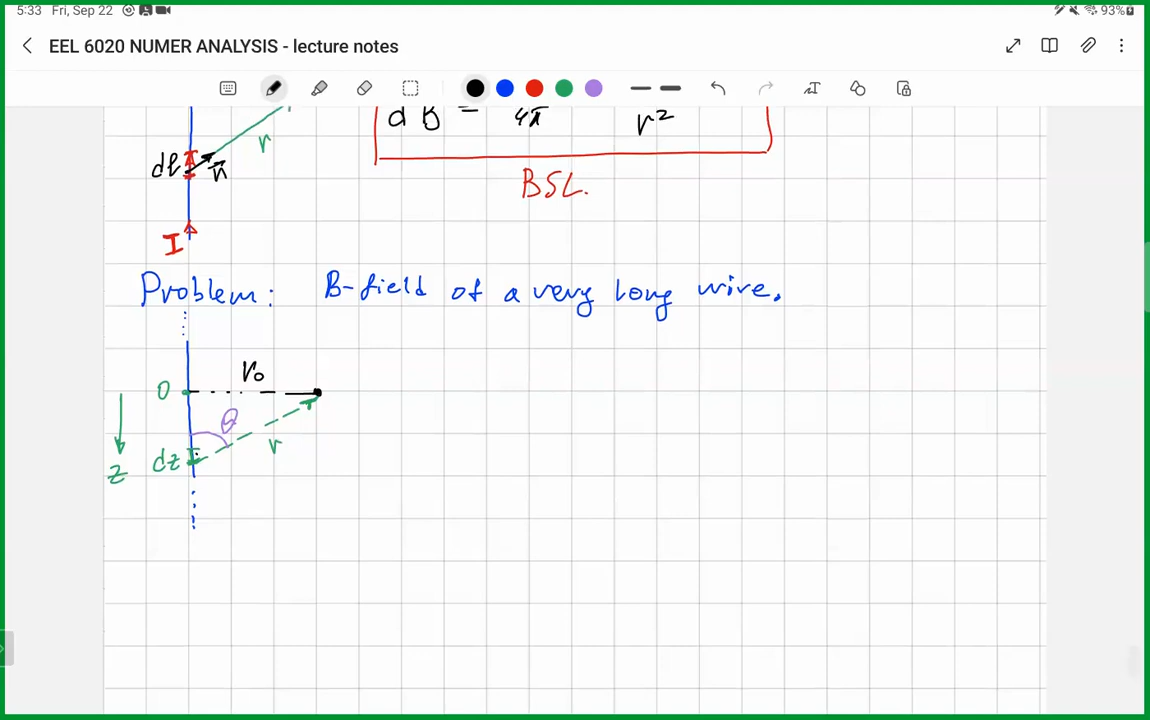 5:33 Fri, Sep 22
93%
EEL 6020 NUMER ANALYSIS - lecture notes
d B = 4π r²
r
dl
n
BSL.
I
Problem: B-field of a very long wire.
r₀
0
θ
r
dz
z